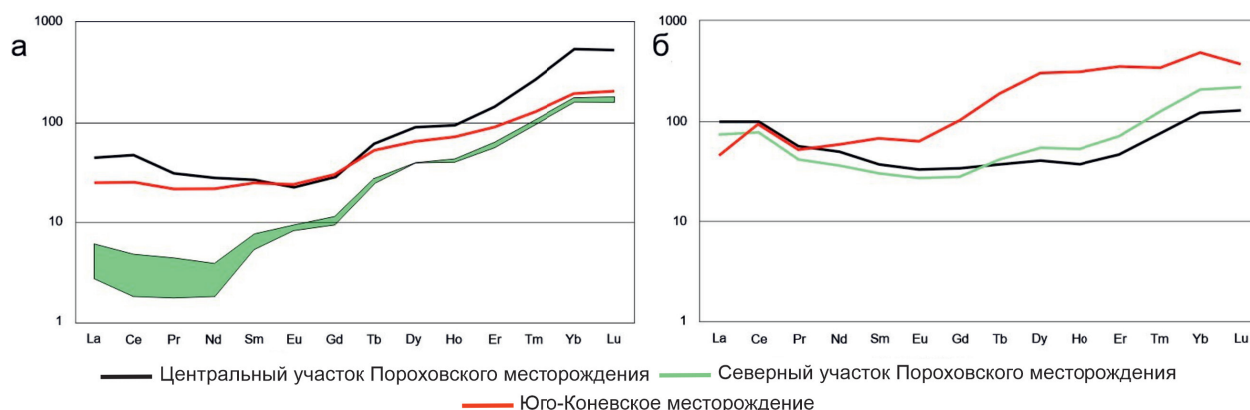 а
1000
100
10
1
La Ce Pr Nd Sm Eu Gd Tb Dy Ho Er Tm Yb Lu
б
1000
100
10
1
La Ce Pr Nd Sm Eu Gd Tb Dy Ho Er Tm Yb Lu
Центральный участок Пороховского месторождения
Северный участок Пороховского месторождения
Юго-Коневское месторождение